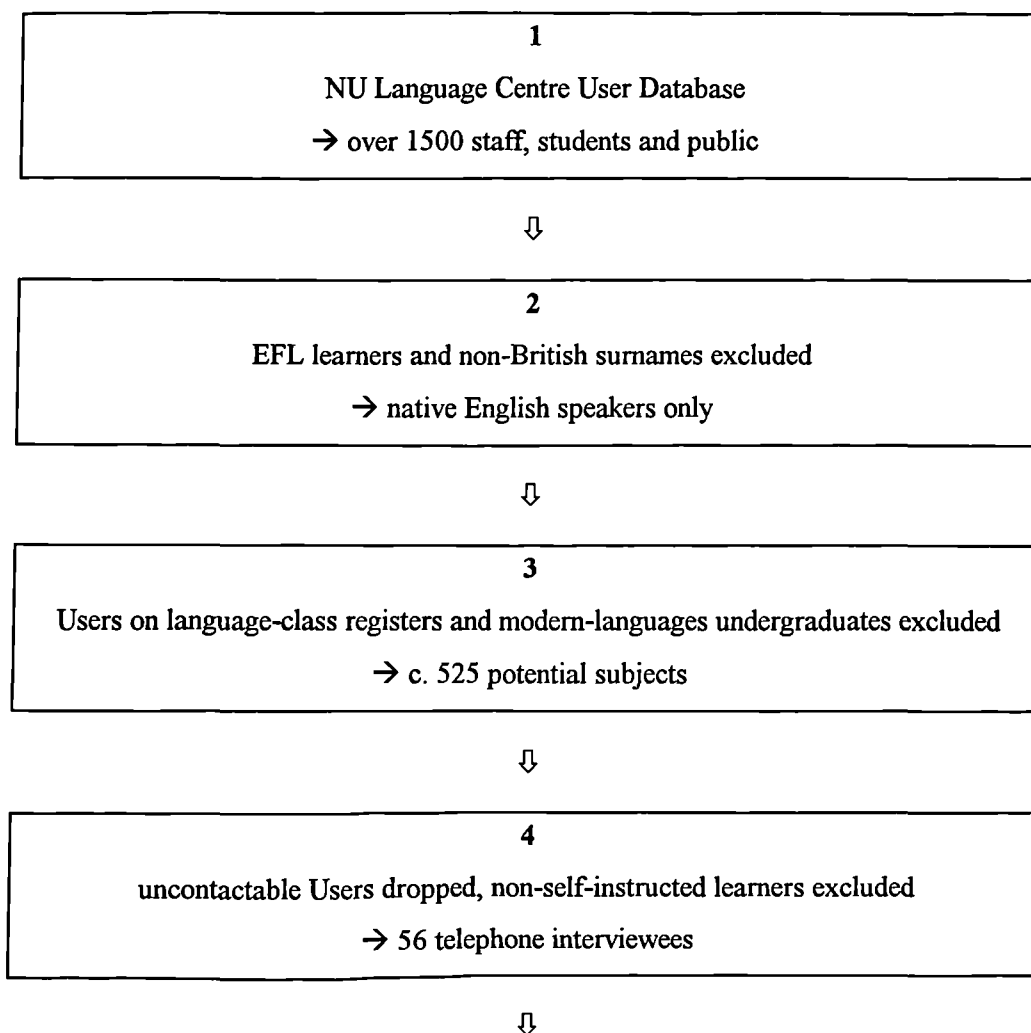 1
NU Language Centre User Database
→ over 1500 staff, students and public
⇩
2
EFL learners and non-British surnames excluded
→ native English speakers only
⇩
3
Users on language-class registers and modern-languages undergraduates excluded
→ c. 525 potential subjects
⇩
4
uncontactable Users dropped, non-self-instructed learners excluded
→ 56 telephone interviewees
⇩